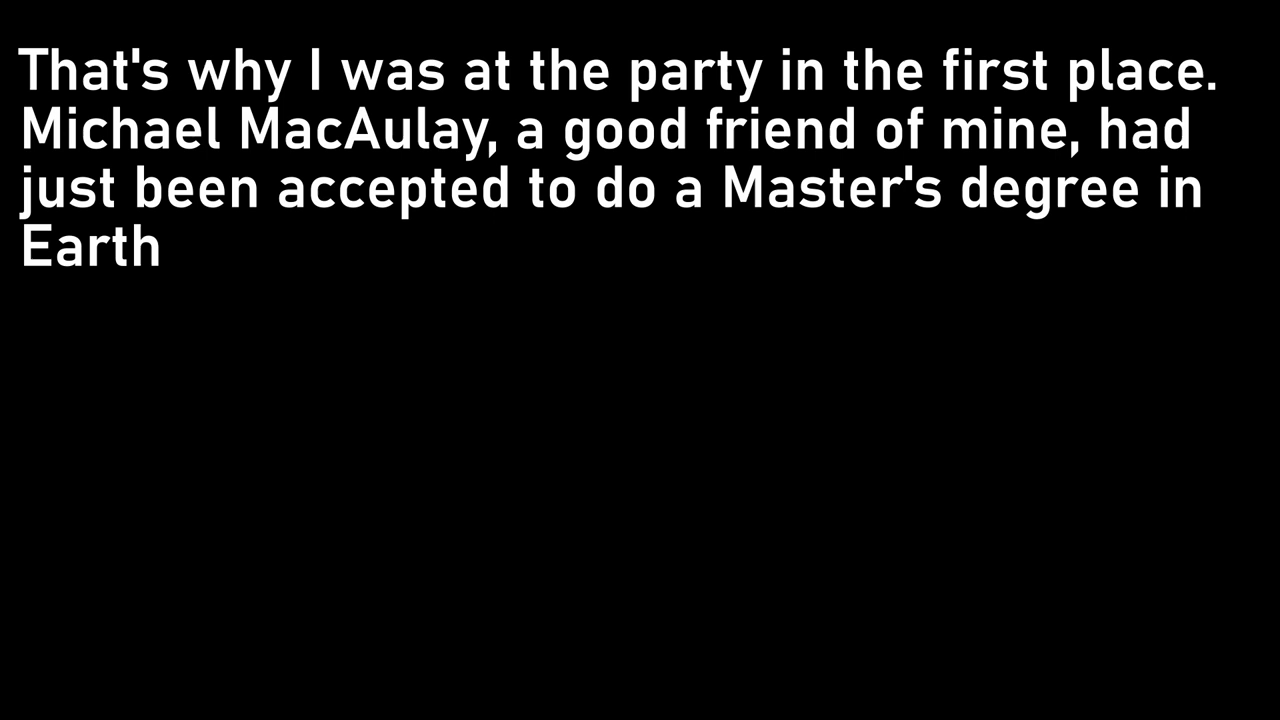 That's why I was at the party in the first place.
Michael MacAulay, a good friend of mine, had
just been accepted to do a Master's degree in
Earth